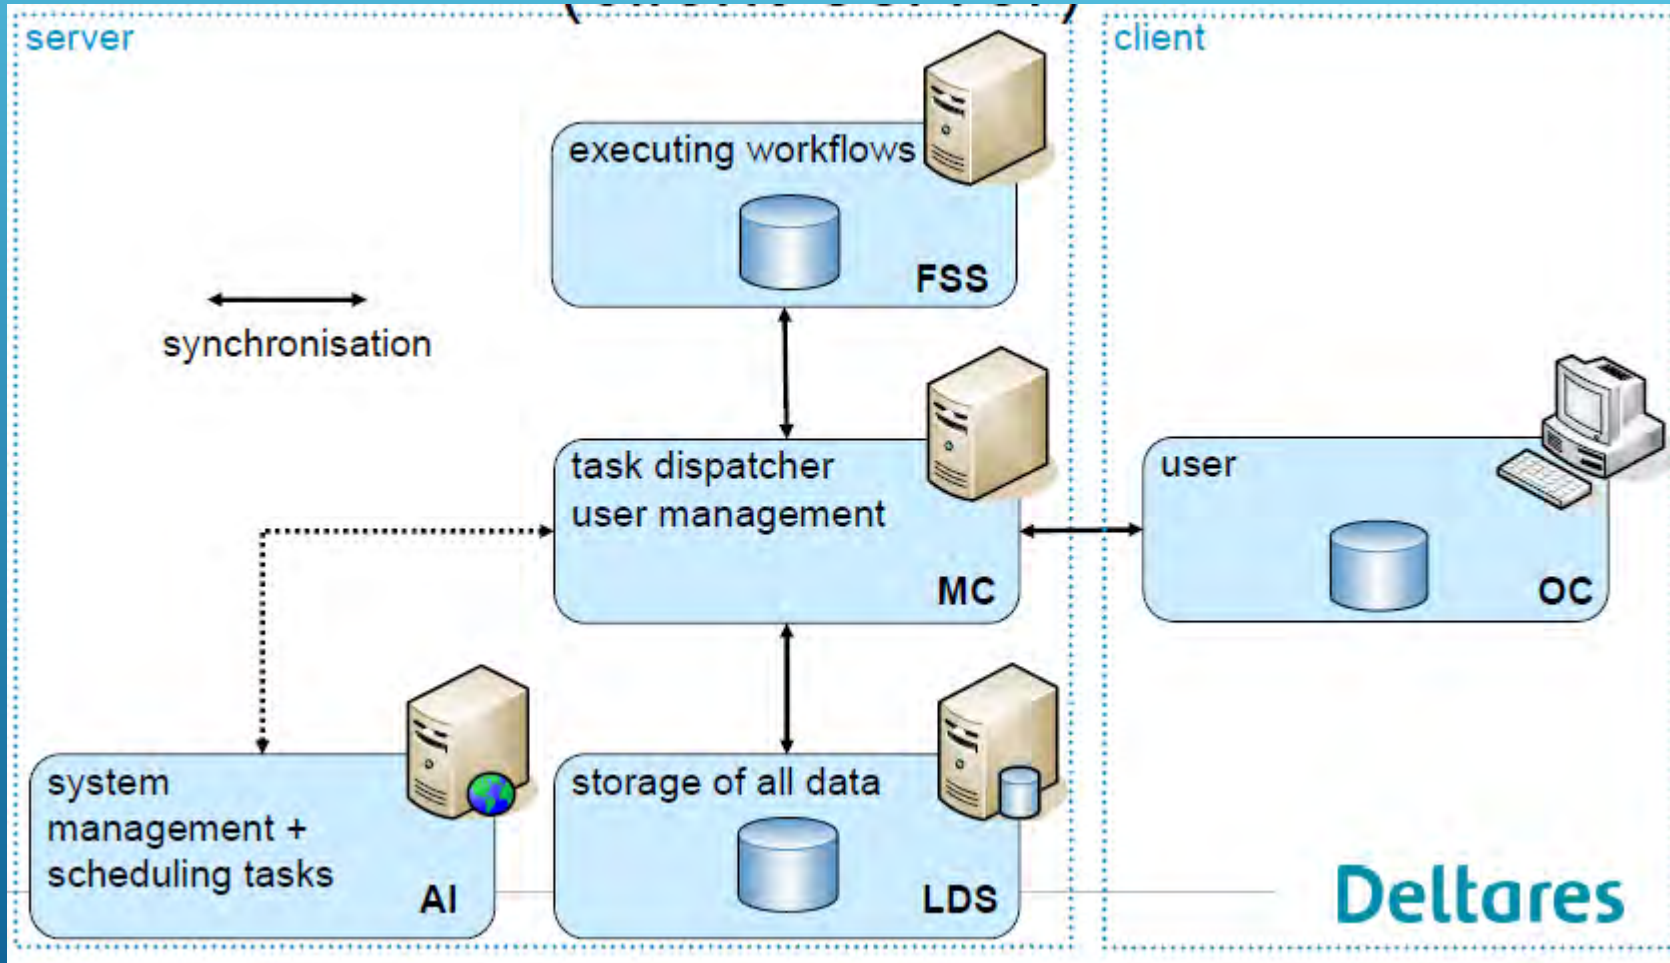 server
client
executing workflows
FSS
synchronisation
task dispatcher
user management
MC
user
OC
system
management +
scheduling tasks
AI
storage of all data
LDS
Deltares